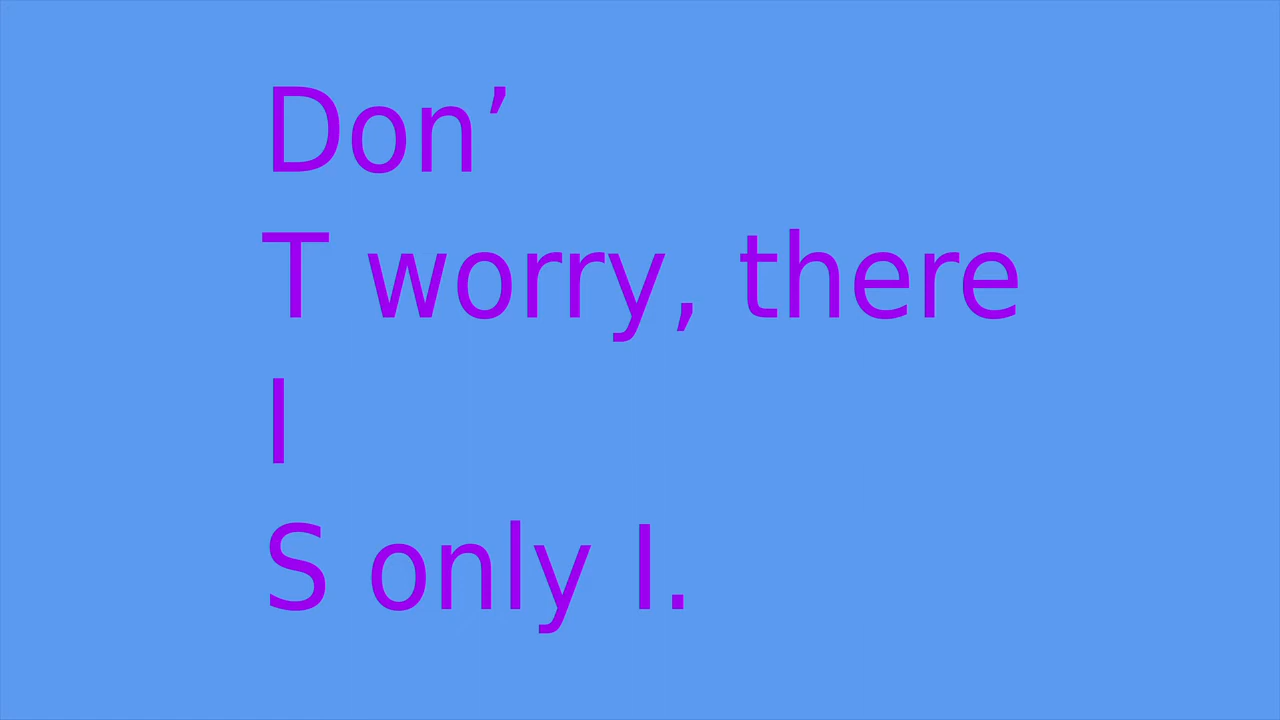 Don’
T worry, there
I
S only I.